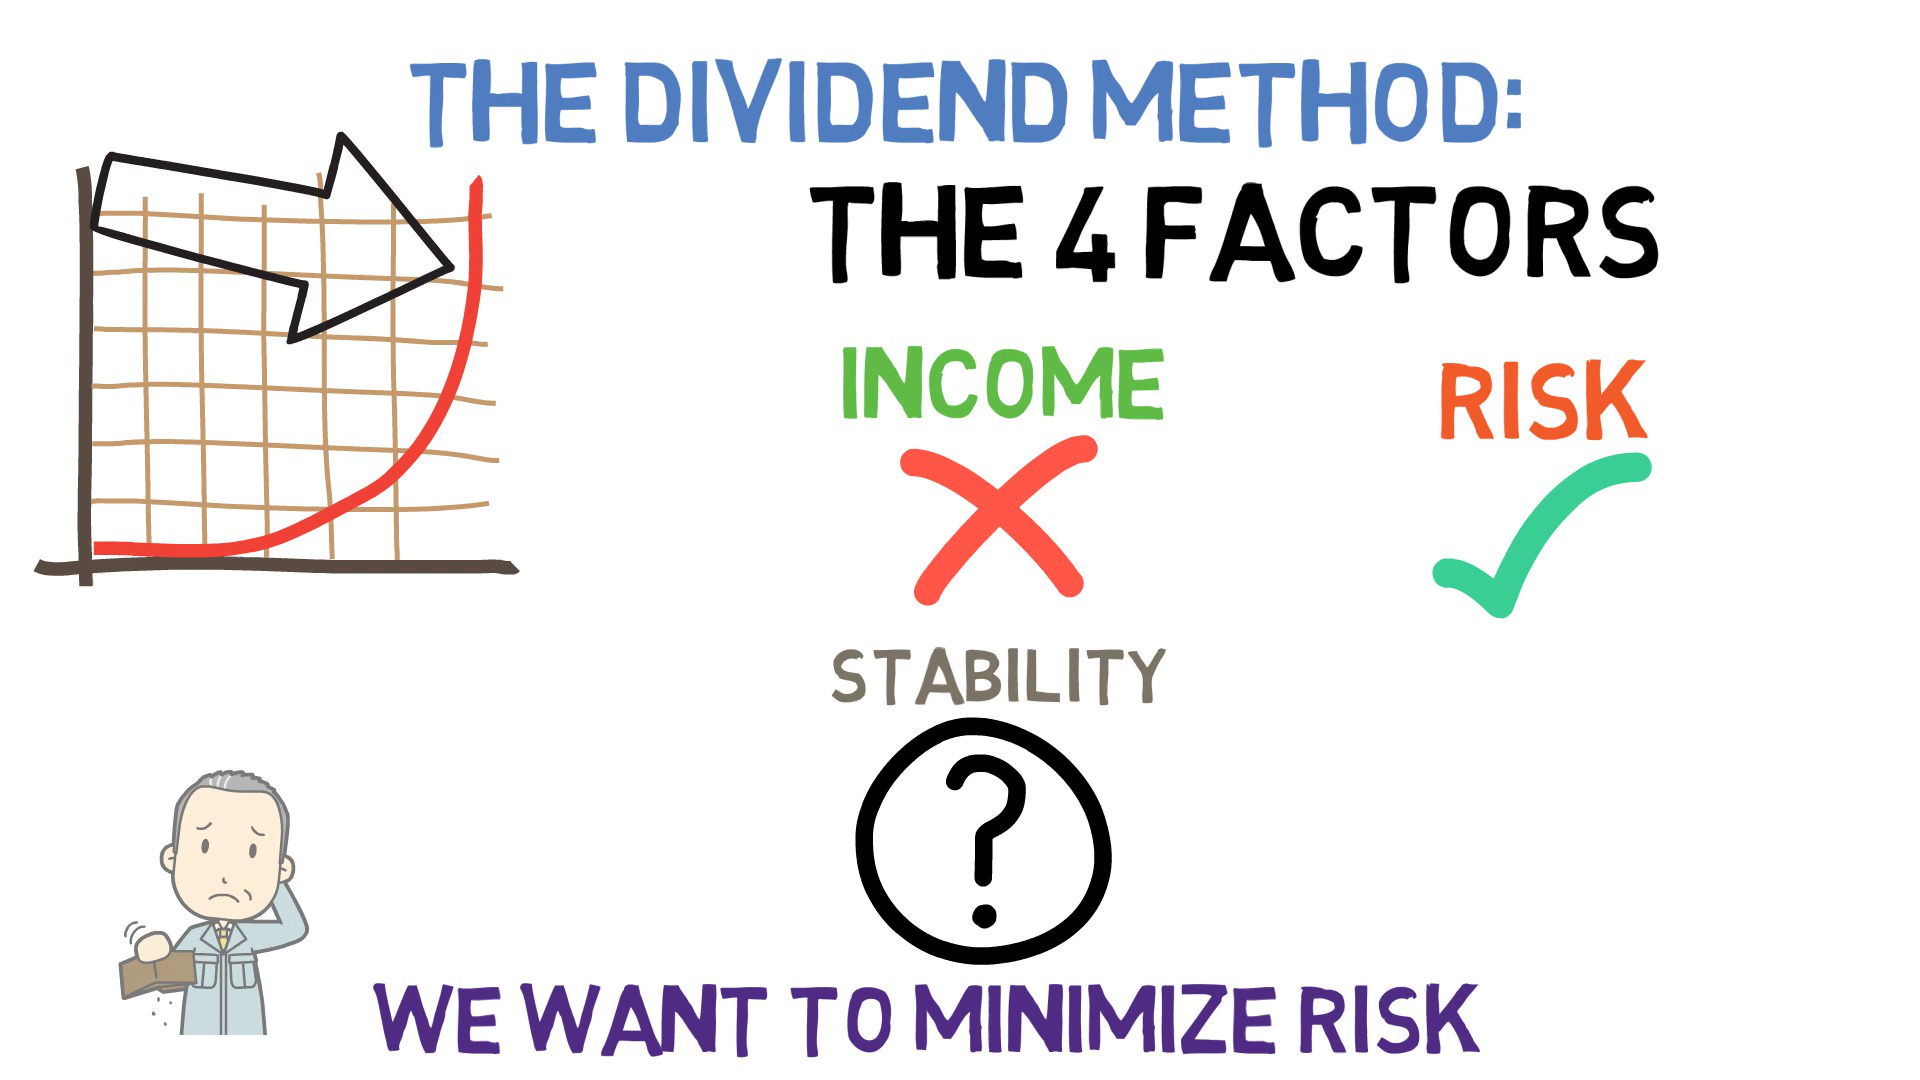 THE DIVIDEND METHOD:
THE 4 FACTORS
INCOME
RISK
STABILITY
?
WE WANT TO MINIMIZE RISK